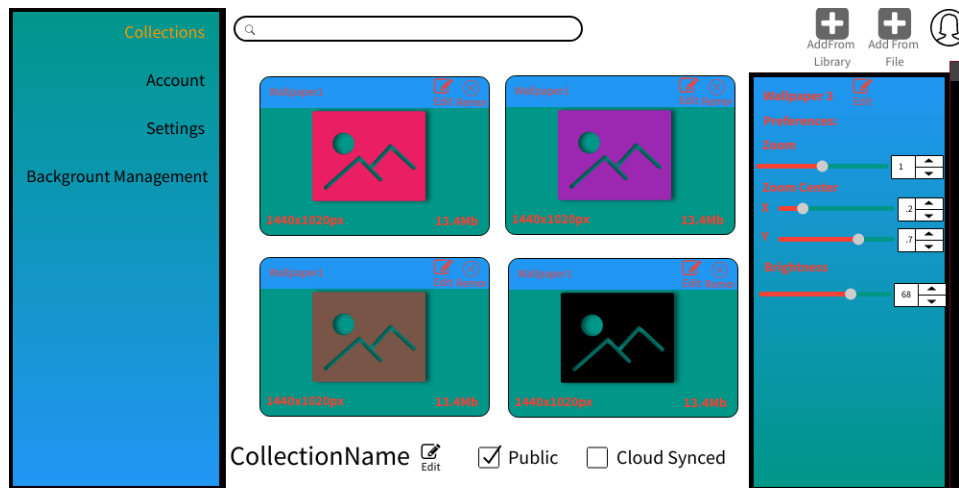 Collections
Account
Settings
Backgrount Management
AddFrom
Library
Add From
File
Wallpaper1
Edit
1440x1020px
13.4Mb
Wallpaper1
Edit
1440x1020px
13.4Mb
Wallpaper1
Edit
1440x1020px
13.4Mb
Wallpaper1
Edit
1440x1020px
13.4Mb
CollectionName
Edit
Public
Cloud Synced
Wallpaper 3
Edit
Preferences:
Zoom
1
Zoom Center
X
.2
Y
.7
Brightness
68